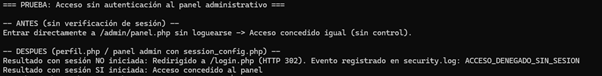 === PRUEBA: Acceso sin autenticación al panel administrativo ===
-- ANTES (sin verificación de sesión) --
Entrar directamente a /admin/panel.php sin loguearse -> Acceso concedido igual (sin control).
-- DESPUES (perfil.php / panel admin con session_config.php) --
Resultado con sesión NO iniciada: Redirigido a /login.php (HTTP 302). Evento registrado en security.log: ACCESO_DENEGADO_SIN_SESION
Resultado con sesión SI iniciada: Acceso concedido al panel